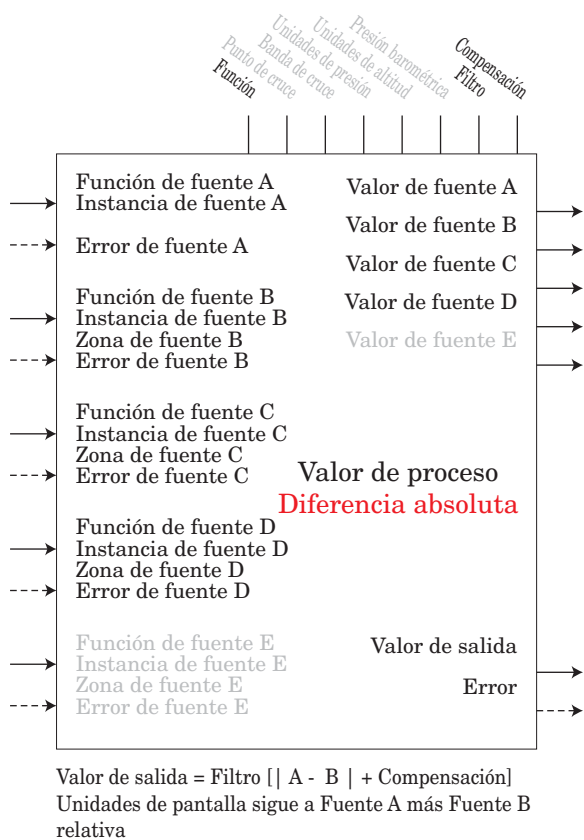 Función
Punto de cruce
Banda de cruce
Unidades de presión
Unidades de altitud
Presión barométrica
Filtro
Compensación
Función de fuente A
Instancia de fuente A
Error de fuente A
Función de fuente B
Instancia de fuente B
Zona de fuente B
Error de fuente B
Función de fuente C
Instancia de fuente C
Zona de fuente C
Error de fuente C
Función de fuente D
Instancia de fuente D
Zona de fuente D
Error de fuente D
Función de fuente E
Instancia de fuente E
Zona de fuente E
Error de fuente E
Valor de fuente A
Valor de fuente B
Valor de fuente C
Valor de fuente D
Valor de fuente E
Valor de proceso
Diferencia absoluta
Valor de salida
Error
Valor de salida = Filtro [| A - B | + Compensación]
Unidades de pantalla sigue a Fuente A más Fuente B
relativa